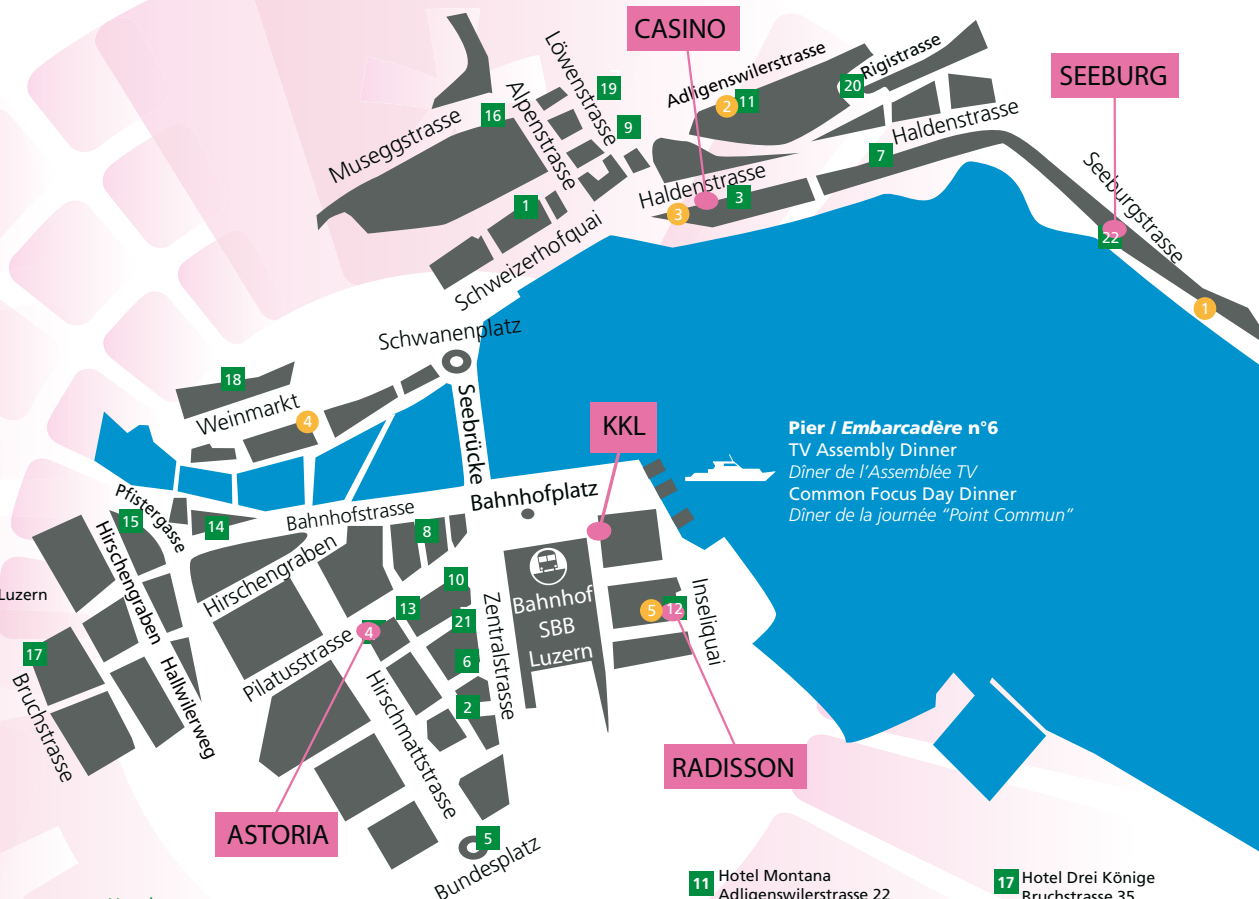 CASINO
SEEBURG
Löwenstrasse
19
Adligenswilerstrasse
2
11
20
Rigistrasse
Alpenstrasse
16
Museggstrasse
9
Haldenstrasse
7
Haldenstrasse
3
3
1
Schweizerhofquai
Seeburgstrasse
22
1
Schwanenplatz
18
Weinmarkt
4
Seebrücke
KKL
Pier / Embarcadère n°6
TV Assembly Dinner
Dîner de l'Assemblée TV
Common Focus Day Dinner
Dîner de la journée “Point Commun”
Bahnhofplatz
Pfistergasse
15
14
Bahnhofstrasse
8
Hirschengraben
Hirschengraben
10
13
21
Zentralstrasse
Bahnhof
SBB
Luzern
5
12
Inseliquai
Luzern
17
Bruchstrasse
Hallwilerweg
Pilatusstrasse
4
6
2
Hirschmattstrasse
RADISSON
ASTORIA
5
Bundesplatz
11 Hotel Montana
Adligenswilerstrasse 22
17 Hotel Drei Könige
Bruchstrasse 35